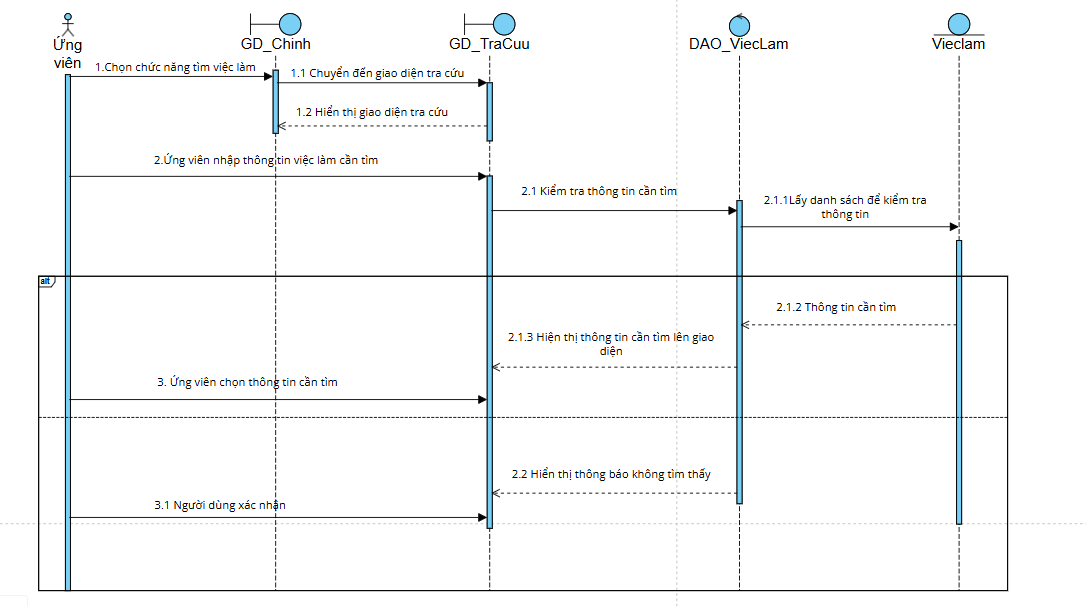 Ứng
viên
GD_Chinh
GD_TraCuu
DAO_ViecLam
Vieclam
1.Chọn chức năng tìm việc làm
1.1 Chuyển đến giao diện tra cứu
1.2 Hiển thị giao diện tra cứu
2.Ứng viên nhập thông tin việc làm cần tìm
2.1 Kiểm tra thông tin cần tìm
2.1.1Lấy danh sách để kiểm tra
thông tin
alt
2.1.2 Thông tin cần tìm
2.1.3 Hiện thị thông tin cần tìm lên giao
diện
3. Ứng viên chọn thông tin cần tìm
2.2 Hiển thị thông báo không tìm thấy
3.1 Người dùng xác nhận